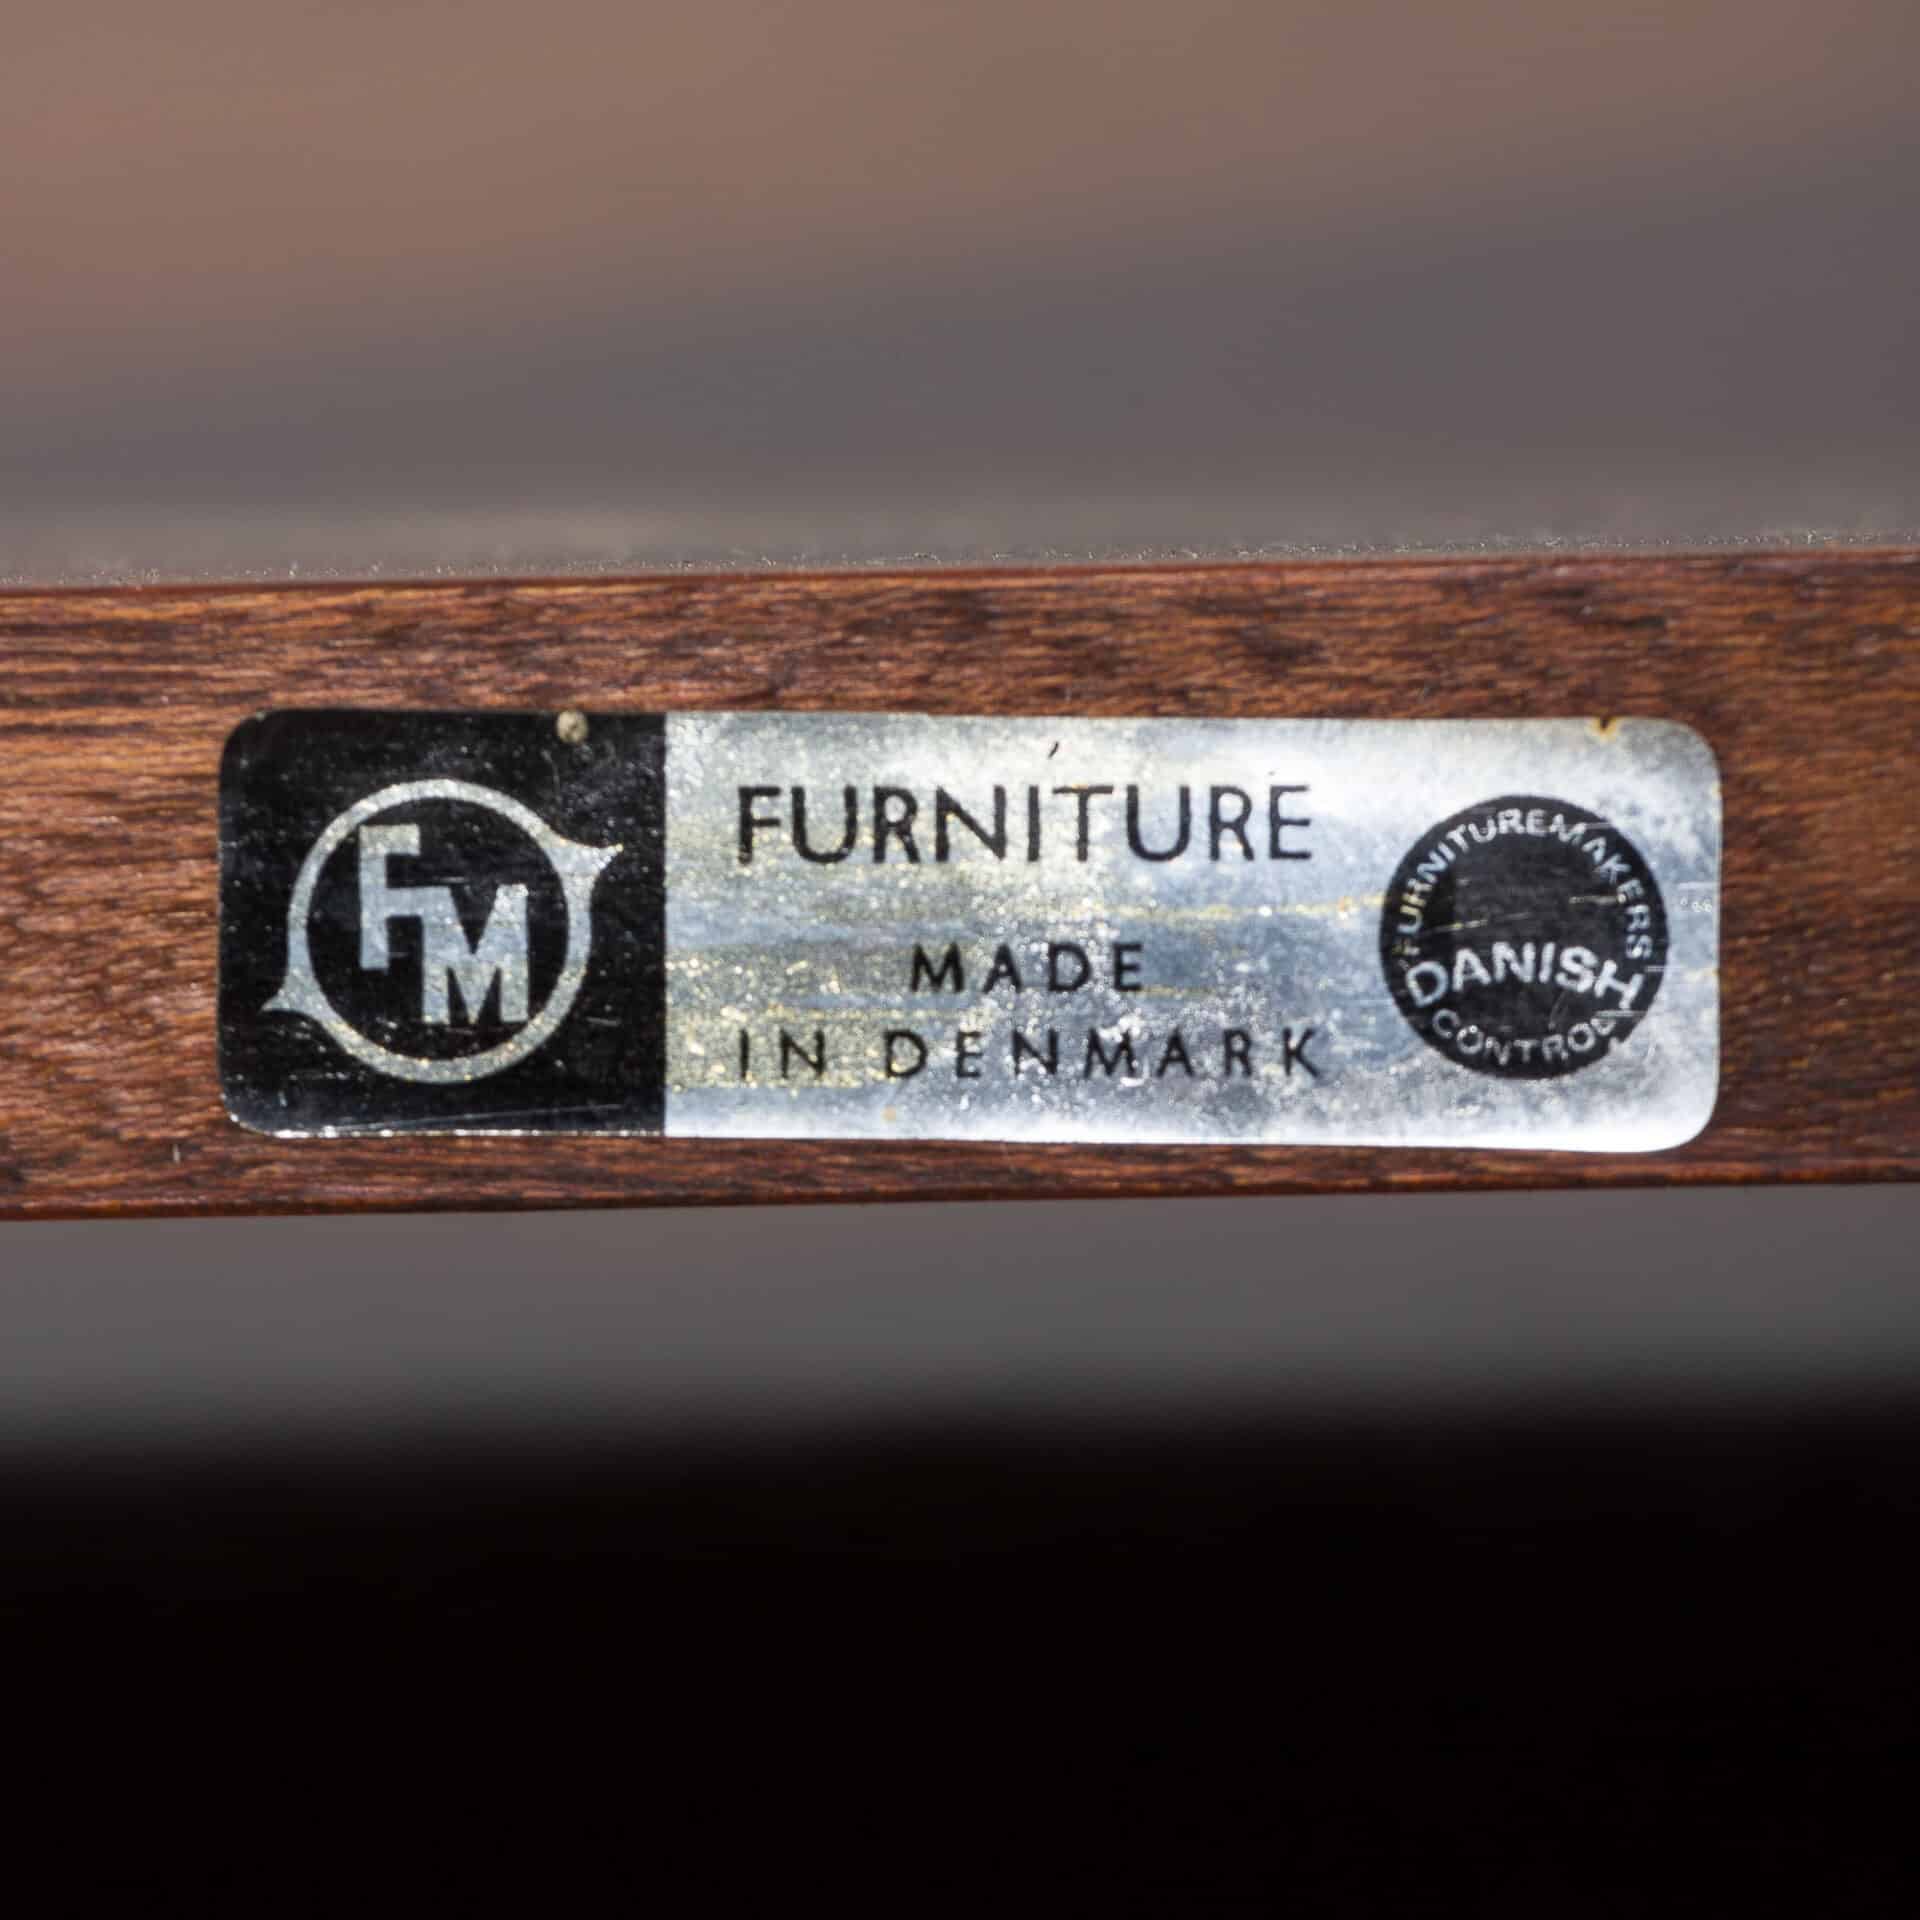 FM
FURNITURE
MADE
IN DENMARK
FURNITUREMAKERS
DANISH
CONTROL